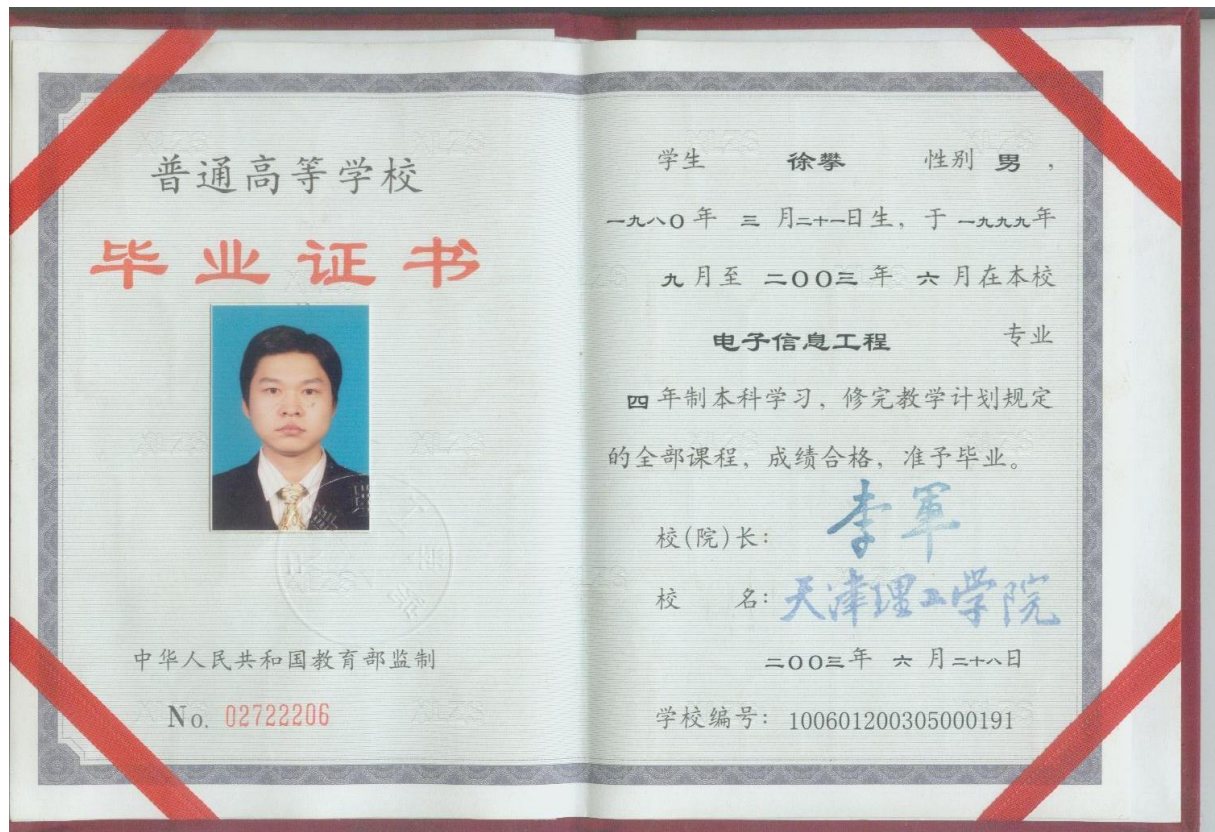 普通高等学校
毕业证书
中华人民共和国教育部监制
No. 02722206
学生 徐攀 性别 男，
一九八〇年 三 月二十一日生，于 一九九九年
九 月至 二〇〇三 年 六 月在本校
电子信息工程 专业
四 年制本科学习，修完教学计划规定
的全部课程，成绩合格，准予毕业。
校(院)长： 李軍
校 名： 天津理工学院
二〇〇三年 六 月二十八日
学校编号： 100601200305000191